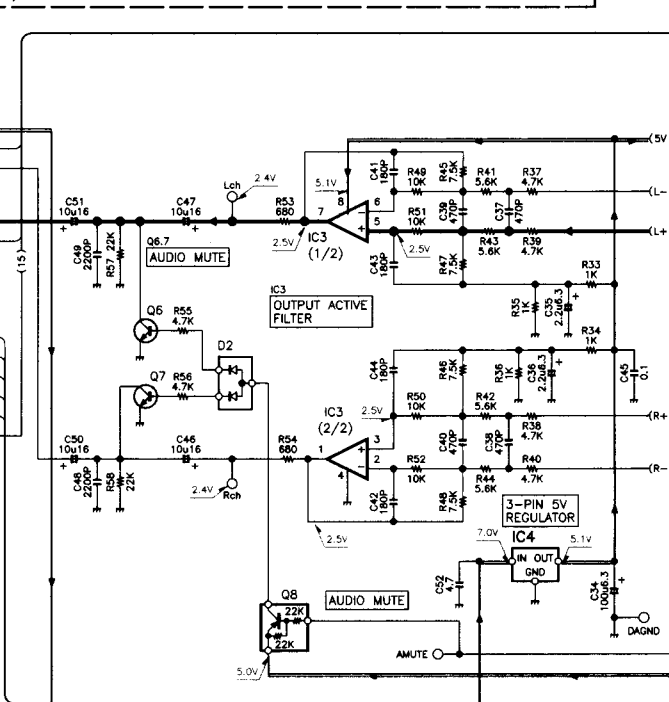 5V
5.1V
8
C41
180P
R49
10K
R45
7.5K
R41
5.6K
R37
4.7K
L-
2.4V
Lch
C51
10u16
C47
10u16
R53
680
7
6
5
R51
10K
C39
470P
C37
470P
L+
C49
2200P
R57 22K
Q6.7
AUDIO MUTE
2.5V
IC3
(1/2)
2.5V
C43
180P
R47
7.5K
R43
5.6K
R39
4.7K
(15)
IC3
OUTPUT ACTIVE
FILTER
R33
1K
R35
1K
C35
2.2u6.3
R34
1K
Q6
R55
4.7K
D2
C44
180P
R46
7.5K
R36
1K
C36
2.2u6.3
C45
0.1
Q7
R56
4.7K
IC3
(2/2)
2.5V
R50
10K
R42
5.6K
R38
4.7K
R+
C50
10u16
C46
10u16
R54
680
1
3
2
4
C40
470P
C38
470P
C48
2200P
R58
22K
2.4V
Rch
R52
10K
R40
4.7K
R-
C42
180P
R48
7.5K
R44
5.6K
2.5V
3-PIN 5V
REGULATOR
7.0V
IC4
5.1V
IN OUT
GND
C52
4.7
C34
100u6.3
Q8
22K
22K
AUDIO MUTE
DAGND
AMUTE
5.0V